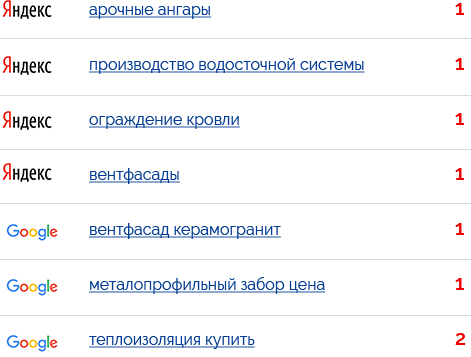 Яндекс арочные ангары 1
Яндекс производство водосточной системы 1
Яндекс ограждение кровли 1
Яндекс вентфасады 1
Google вентфасад керамогранит 1
Google металопрофильный забор цена 1
Google теплоизоляция купить 2